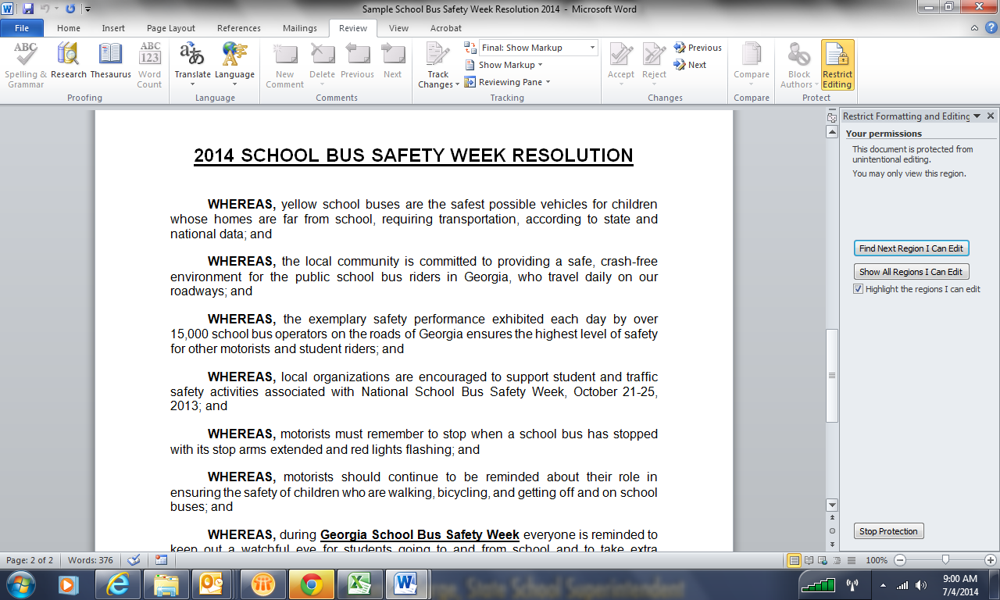 Sample School Bus Safety Week Resolution 2014 - Microsoft Word
File Home Insert Page Layout References Mailings Review View Acrobat
Spelling & Grammar
Research
Thesaurus
Word Count
Proofing
Translate
Language
Language
New Comment
Delete
Previous
Next
Comments
Track Changes
Final: Show Markup
Show Markup
Reviewing Pane
Tracking
Accept
Reject
Previous
Next
Changes
Compare
Compare
Block Authors
Restrict Editing
Protect
2014 SCHOOL BUS SAFETY WEEK RESOLUTION
WHEREAS, yellow school buses are the safest possible vehicles for children
whose homes are far from school, requiring transportation, according to state and
national data; and
WHEREAS, the local community is committed to providing a safe, crash-free
environment for the public school bus riders in Georgia, who travel daily on our
roadways; and
WHEREAS, the exemplary safety performance exhibited each day by over
15,000 school bus operators on the roads of Georgia ensures the highest level of safety
for other motorists and student riders; and
WHEREAS, local organizations are encouraged to support student and traffic
safety activities associated with National School Bus Safety Week, October 21-25,
2013; and
WHEREAS, motorists must remember to stop when a school bus has stopped
with its stop arms extended and red lights flashing; and
WHEREAS, motorists should continue to be reminded about their role in
ensuring the safety of children who are walking, bicycling, and getting off and on school
buses; and
WHEREAS, during Georgia School Bus Safety Week everyone is reminded to
keep out a watchful eye for students going to and from school and to take extra
Restrict Formatting and Editing
Your permissions
This document is protected from
unintentional editing.
You may only view this region.
Find Next Region I Can Edit
Show All Regions I Can Edit
Highlight the regions I can edit
Stop Protection
Page: 2 of 2 Words: 376
100%
9:00 AM
7/4/2014